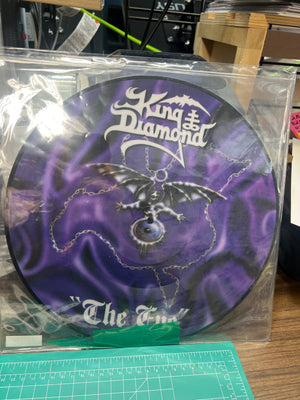 King
Diamond
"The Eye"